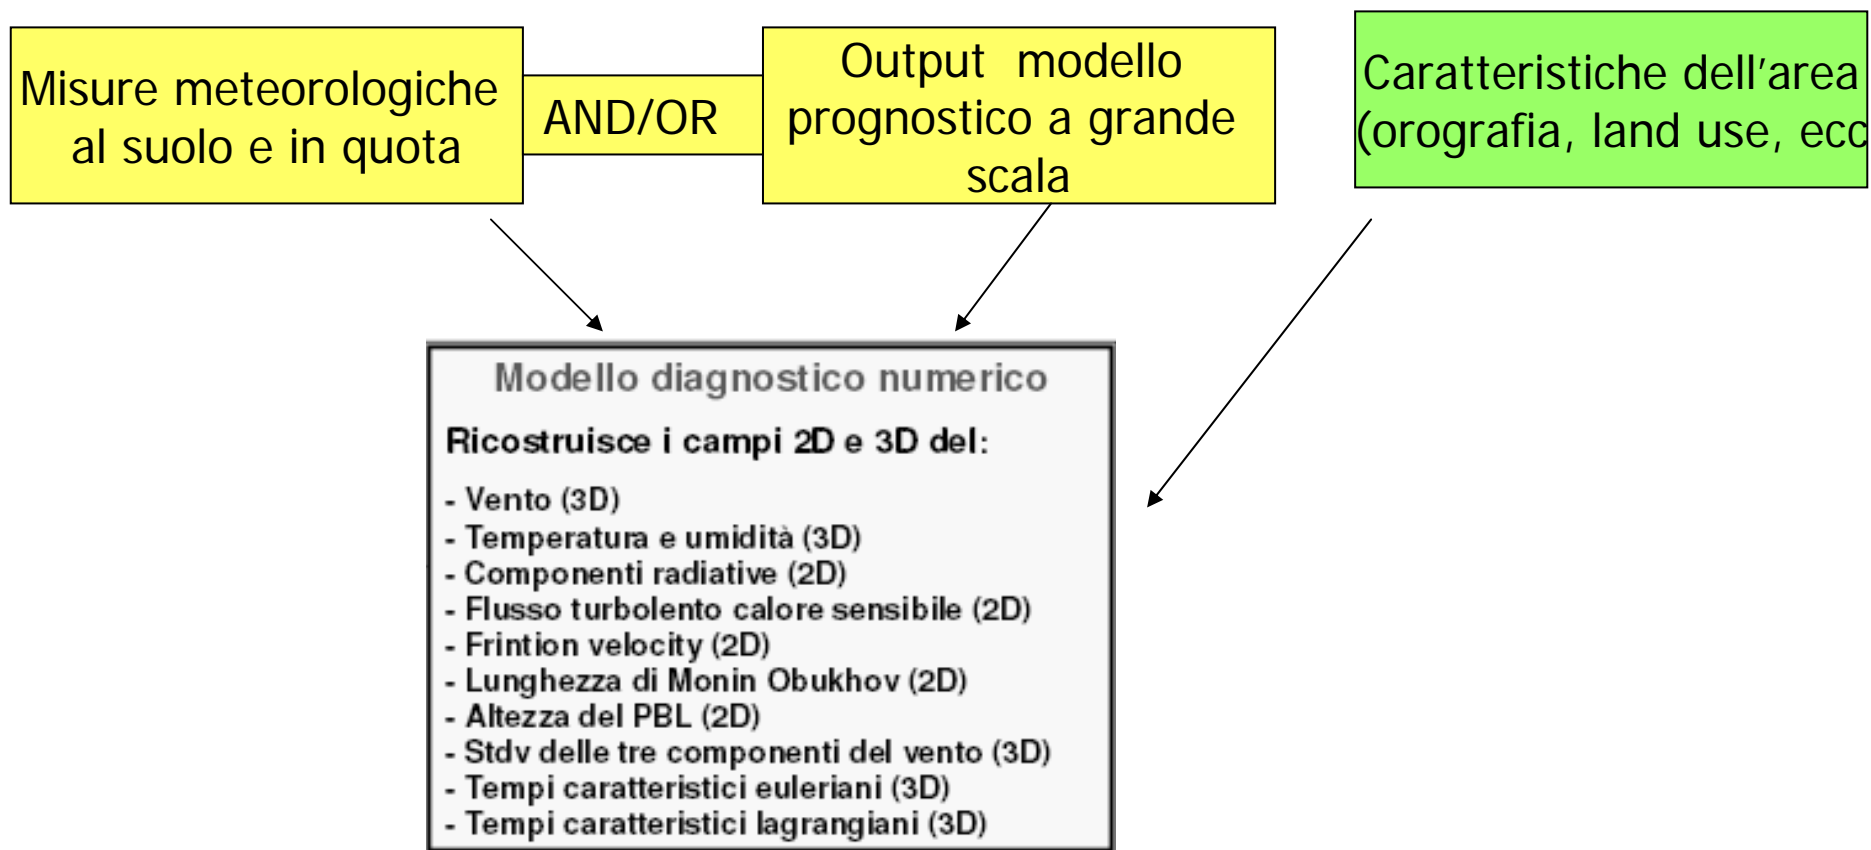 Misure meteorologiche
al suolo e in quota
AND/OR
Output modello
prognostico a grande
scala
Caratteristiche dell'area
(orografia, land use, ecc
Modello diagnostico numerico
Ricostruisce i campi 2D e 3D del:
- Vento (3D)
- Temperatura e umidità (3D)
- Componenti radiative (2D)
- Flusso turbolento calore sensibile (2D)
- Frintion velocity (2D)
- Lunghezza di Monin Obukhov (2D)
- Altezza del PBL (2D)
- Stdv delle tre componenti del vento (3D)
- Tempi caratteristici euleriani (3D)
- Tempi caratteristici lagrangiani (3D)